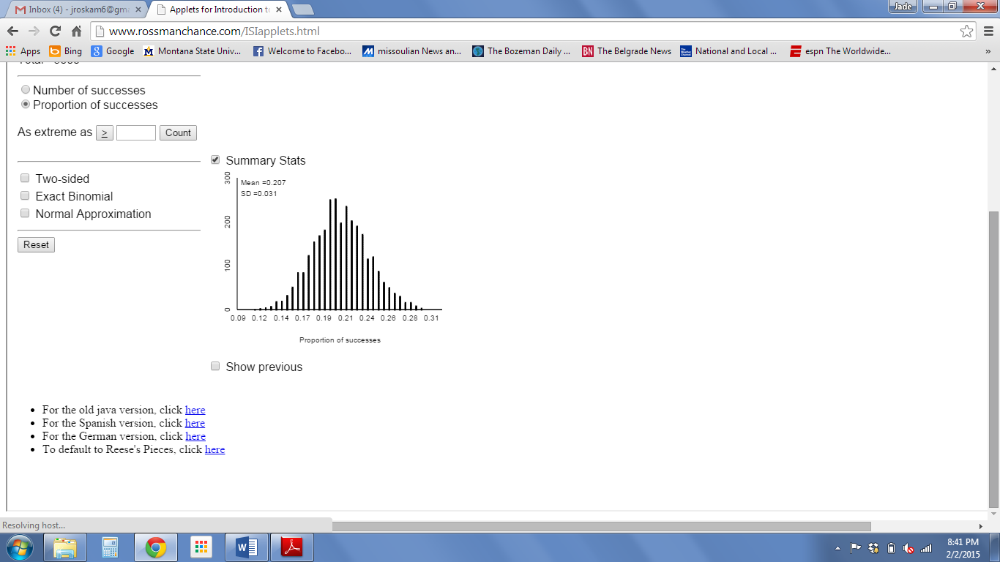 Inbox (4) - jroskam6@gma
Applets for Introduction to
Jade
www.rossmanchance.com/ISIapplets.html
Apps
Bing
Google
Montana State Univ...
Welcome to Facebo...
missoulian News an...
The Bozeman Daily ...
The Belgrade News
National and Local ...
espn The Worldwide...
»
Number of successes
Proportion of successes
As extreme as ≥ Count
Summary Stats
Two-sided
Exact Binomial
Normal Approximation
Reset
Mean =0.207
SD =0.031
300
200
100
0
0.09 0.12 0.14 0.17 0.19 0.21 0.24 0.26 0.28 0.31
Proportion of successes
Show previous
For the old java version, click here
For the Spanish version, click here
For the German version, click here
To default to Reese's Pieces, click here
Resolving host...
8:41 PM
2/2/2015